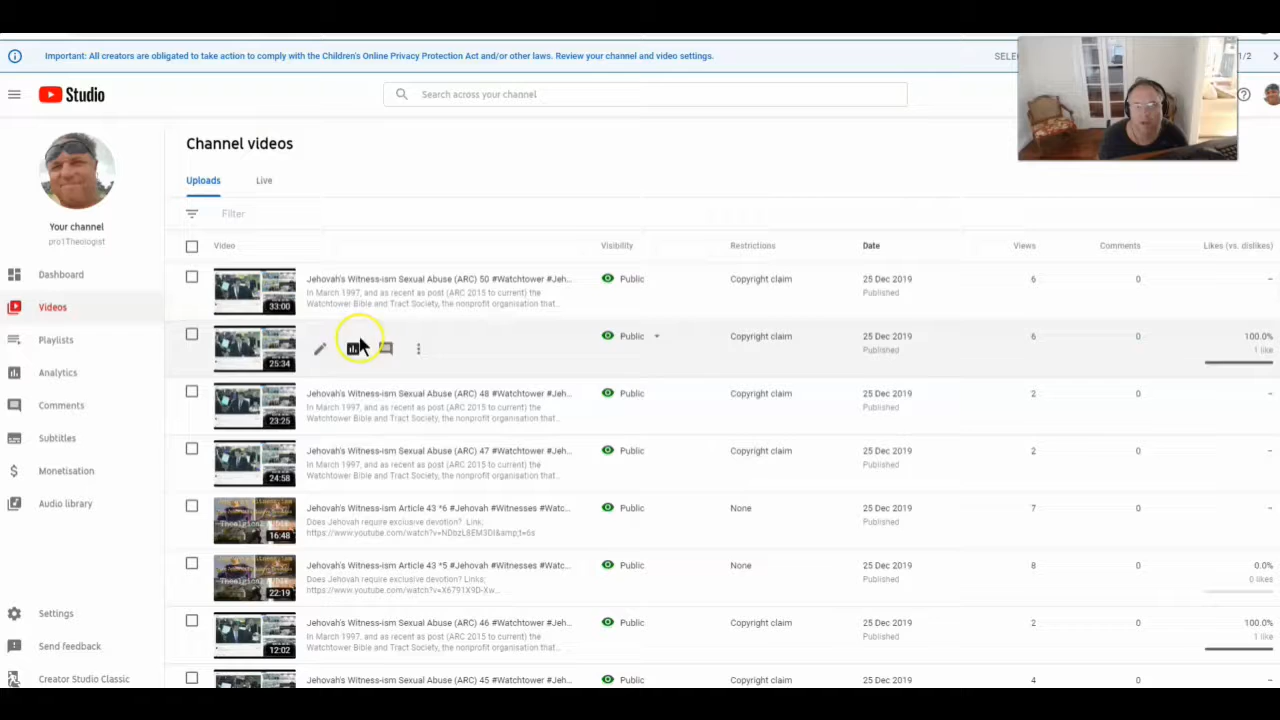 Important: All creators are obligated to take action to comply with the Children's Online Privacy Protection Act and/or other laws. Review your channel and video settings.
SELE
1/2
Studio
Search across your channel
Channel videos
Uploads Live
Filter
Your channel
pro1Theologist
Dashboard
Videos
Playlists
Analytics
Comments
Subtitles
Monetisation
Audio library
Settings
Send feedback
Creator Studio Classic
Video Visibility Restrictions Date Views Comments Likes (vs. dislikes)
Jehovah's Witness-ism Sexual Abuse (ARC) 50 #Watchtower #Jeh... Public Copyright claim 25 Dec 2019 6 0 –
In March 1997, and as recent as post (ARC 2015 to current) the Published
Watchtower Bible and Tract Society, the nonprofit organisation that...
33:00
Public Copyright claim 25 Dec 2019 6 0 100.0%
Published 1 like
25:34
Jehovah's Witness-ism Sexual Abuse (ARC) 48 #Watchtower #Jeh... Public Copyright claim 25 Dec 2019 2 0 –
In March 1997, and as recent as post (ARC 2015 to current) the Published
Watchtower Bible and Tract Society, the nonprofit organisation that...
23:25
Jehovah's Witness-ism Sexual Abuse (ARC) 47 #Watchtower #Jeh... Public Copyright claim 25 Dec 2019 2 0 –
In March 1997, and as recent as post (ARC 2015 to current) the Published
Watchtower Bible and Tract Society, the nonprofit organisation that...
24:58
Jehovah's Witness-ism Article 43 *6 #Jehovah #Witnesses #Watc... Public None 25 Dec 2019 7 0 –
Does Jehovah require exclusive devotion? Link; Published
https://www.youtube.com/watch?v=NDbzL8EM3DI&amp;t=6s
16:48
Jehovah's Witness-ism Article 43 *5 #Jehovah #Witnesses #Watc... Public None 25 Dec 2019 8 0 0.0%
Does Jehovah require exclusive devotion? Links; Published 0 likes
https://www.youtube.com/watch?v=X6791X9D-Xw...
22:19
Jehovah's Witness-ism Sexual Abuse (ARC) 46 #Watchtower #Jeh... Public Copyright claim 25 Dec 2019 2 0 100.0%
In March 1997, and as recent as post (ARC 2015 to current) the Published 1 like
Watchtower Bible and Tract Society, the nonprofit organisation that...
12:02
Jehovah's Witness-ism Sexual Abuse (ARC) 45 #Watchtower #Jeh... Public Copyright claim 25 Dec 2019 4 0 –